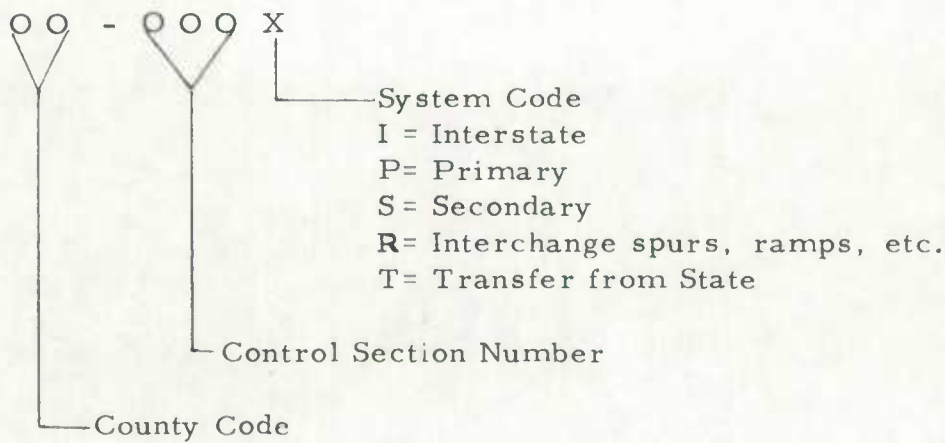 OO - OOO X
System Code
I = Interstate
P= Primary
S = Secondary
R= Interchange spurs, ramps, etc.
T= Transfer from State
Control Section Number
County Code